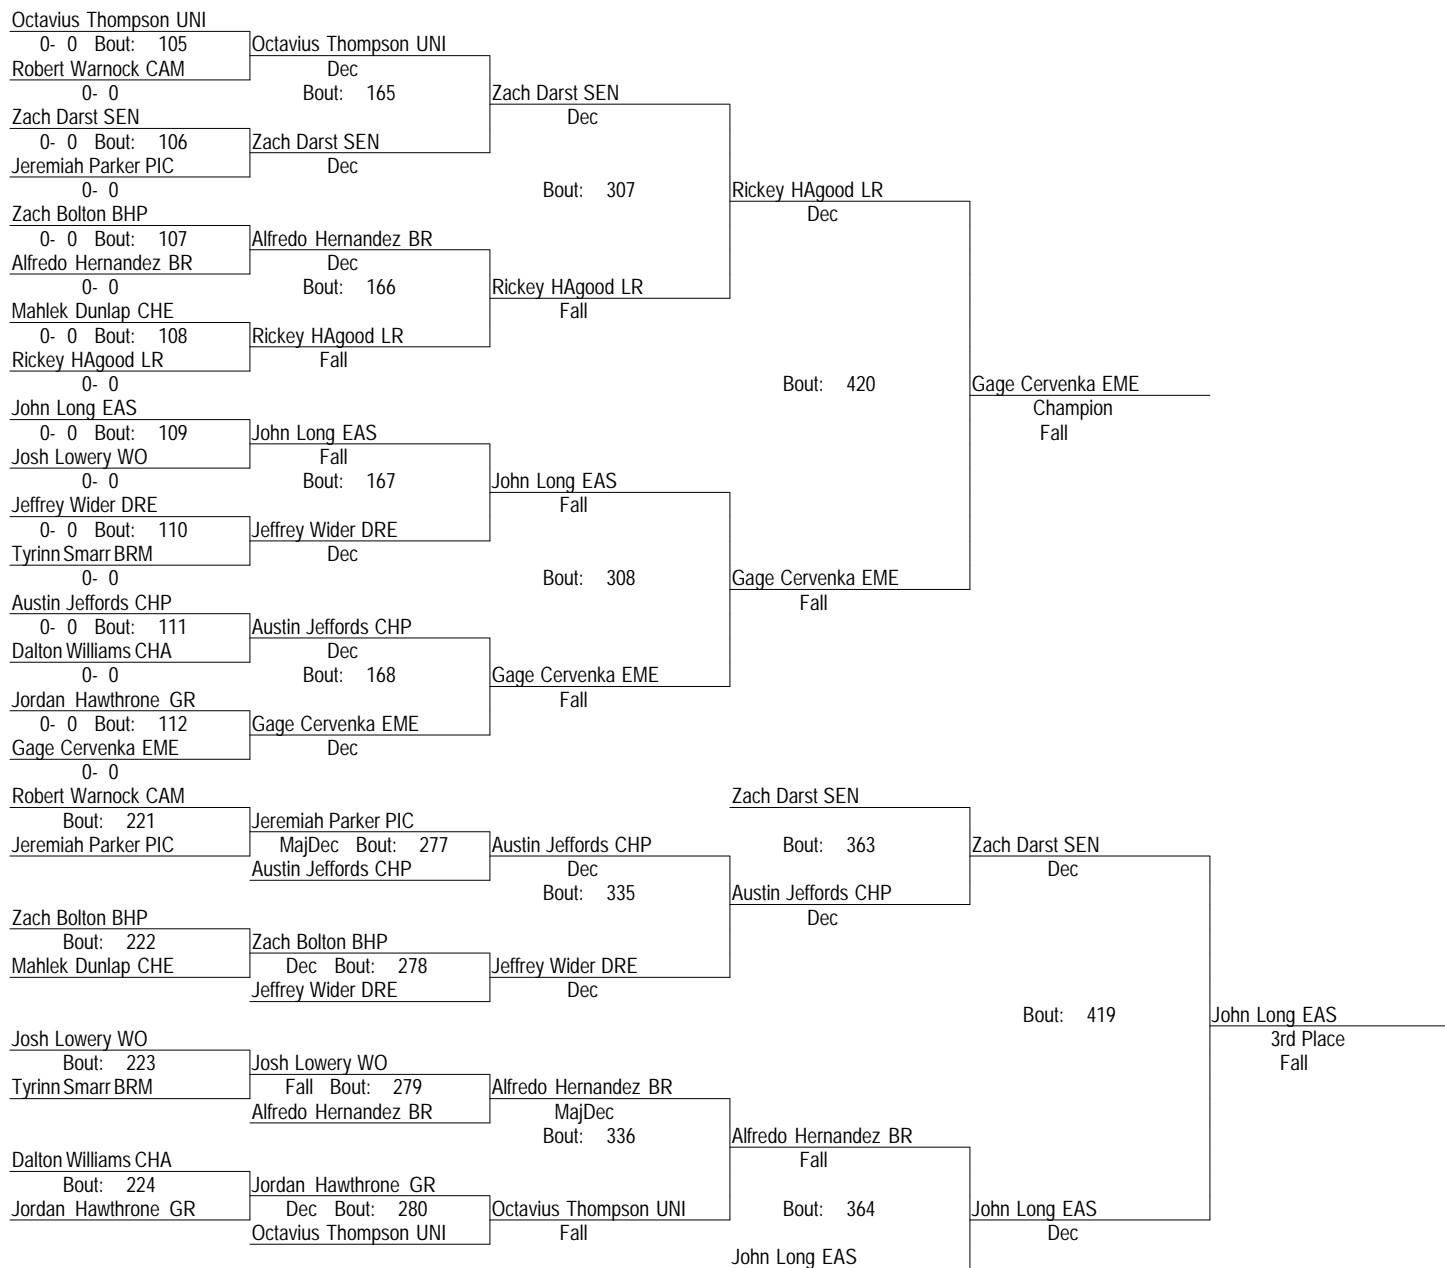 Octavius Thompson UNI
0- 0 Bout: 105 Octavius Thompson UNI
Robert Warnock CAM Dec
0- 0 Bout: 165 Zach Darst SEN
Zach Darst SEN Dec
0- 0 Bout: 106 Zach Darst SEN
Jeremiah Parker PIC Dec
0- 0 Bout: 307 Rickey HAgood LR
Zach Bolton BHP Dec
0- 0 Bout: 107 Alfredo Hernandez BR
Alfredo Hernandez BR Dec
0- 0 Bout: 166 Rickey HAgood LR
Mahlek Dunlap CHE Fall
0- 0 Bout: 108 Rickey HAgood LR
Rickey HAgood LR Fall
0- 0 Bout: 420 Gage Cervenka EME
John Long EAS Champion
0- 0 Bout: 109 John Long EAS Fall
Josh Lowery WO Fall
0- 0 Bout: 167 John Long EAS
Jeffrey Wider DRE Fall
0- 0 Bout: 110 Jeffrey Wider DRE
Tyrinn Smarr BRM Dec
0- 0 Bout: 308 Gage Cervenka EME
Austin Jeffords CHP Fall
0- 0 Bout: 111 Austin Jeffords CHP
Dalton Williams CHA Dec
0- 0 Bout: 168 Gage Cervenka EME
Jordan Hawthrone GR Fall
0- 0 Bout: 112 Gage Cervenka EME
Gage Cervenka EME Dec
0- 0
Robert Warnock CAM Zach Darst SEN
Bout: 221 Jeremiah Parker PIC
Jeremiah Parker PIC MajDec Bout: 277 Austin Jeffords CHP Bout: 363 Zach Darst SEN
Austin Jeffords CHP Dec Dec
Bout: 335 Austin Jeffords CHP
Zach Bolton BHP Dec
Bout: 222 Zach Bolton BHP
Mahlek Dunlap CHE Dec Bout: 278 Jeffrey Wider DRE
Jeffrey Wider DRE Dec
Bout: 419 John Long EAS
Josh Lowery WO 3rd Place
Bout: 223 Josh Lowery WO Fall
Tyrinn Smarr BRM Fall Bout: 279 Alfredo Hernandez BR
Alfredo Hernandez BR MajDec
Bout: 336 Alfredo Hernandez BR
Dalton Williams CHA Fall
Bout: 224 Jordan Hawthrone GR
Jordan Hawthrone GR Dec Bout: 280 Octavius Thompson UNI Bout: 364 John Long EAS
Octavius Thompson UNI Fall Dec
John Long EAS